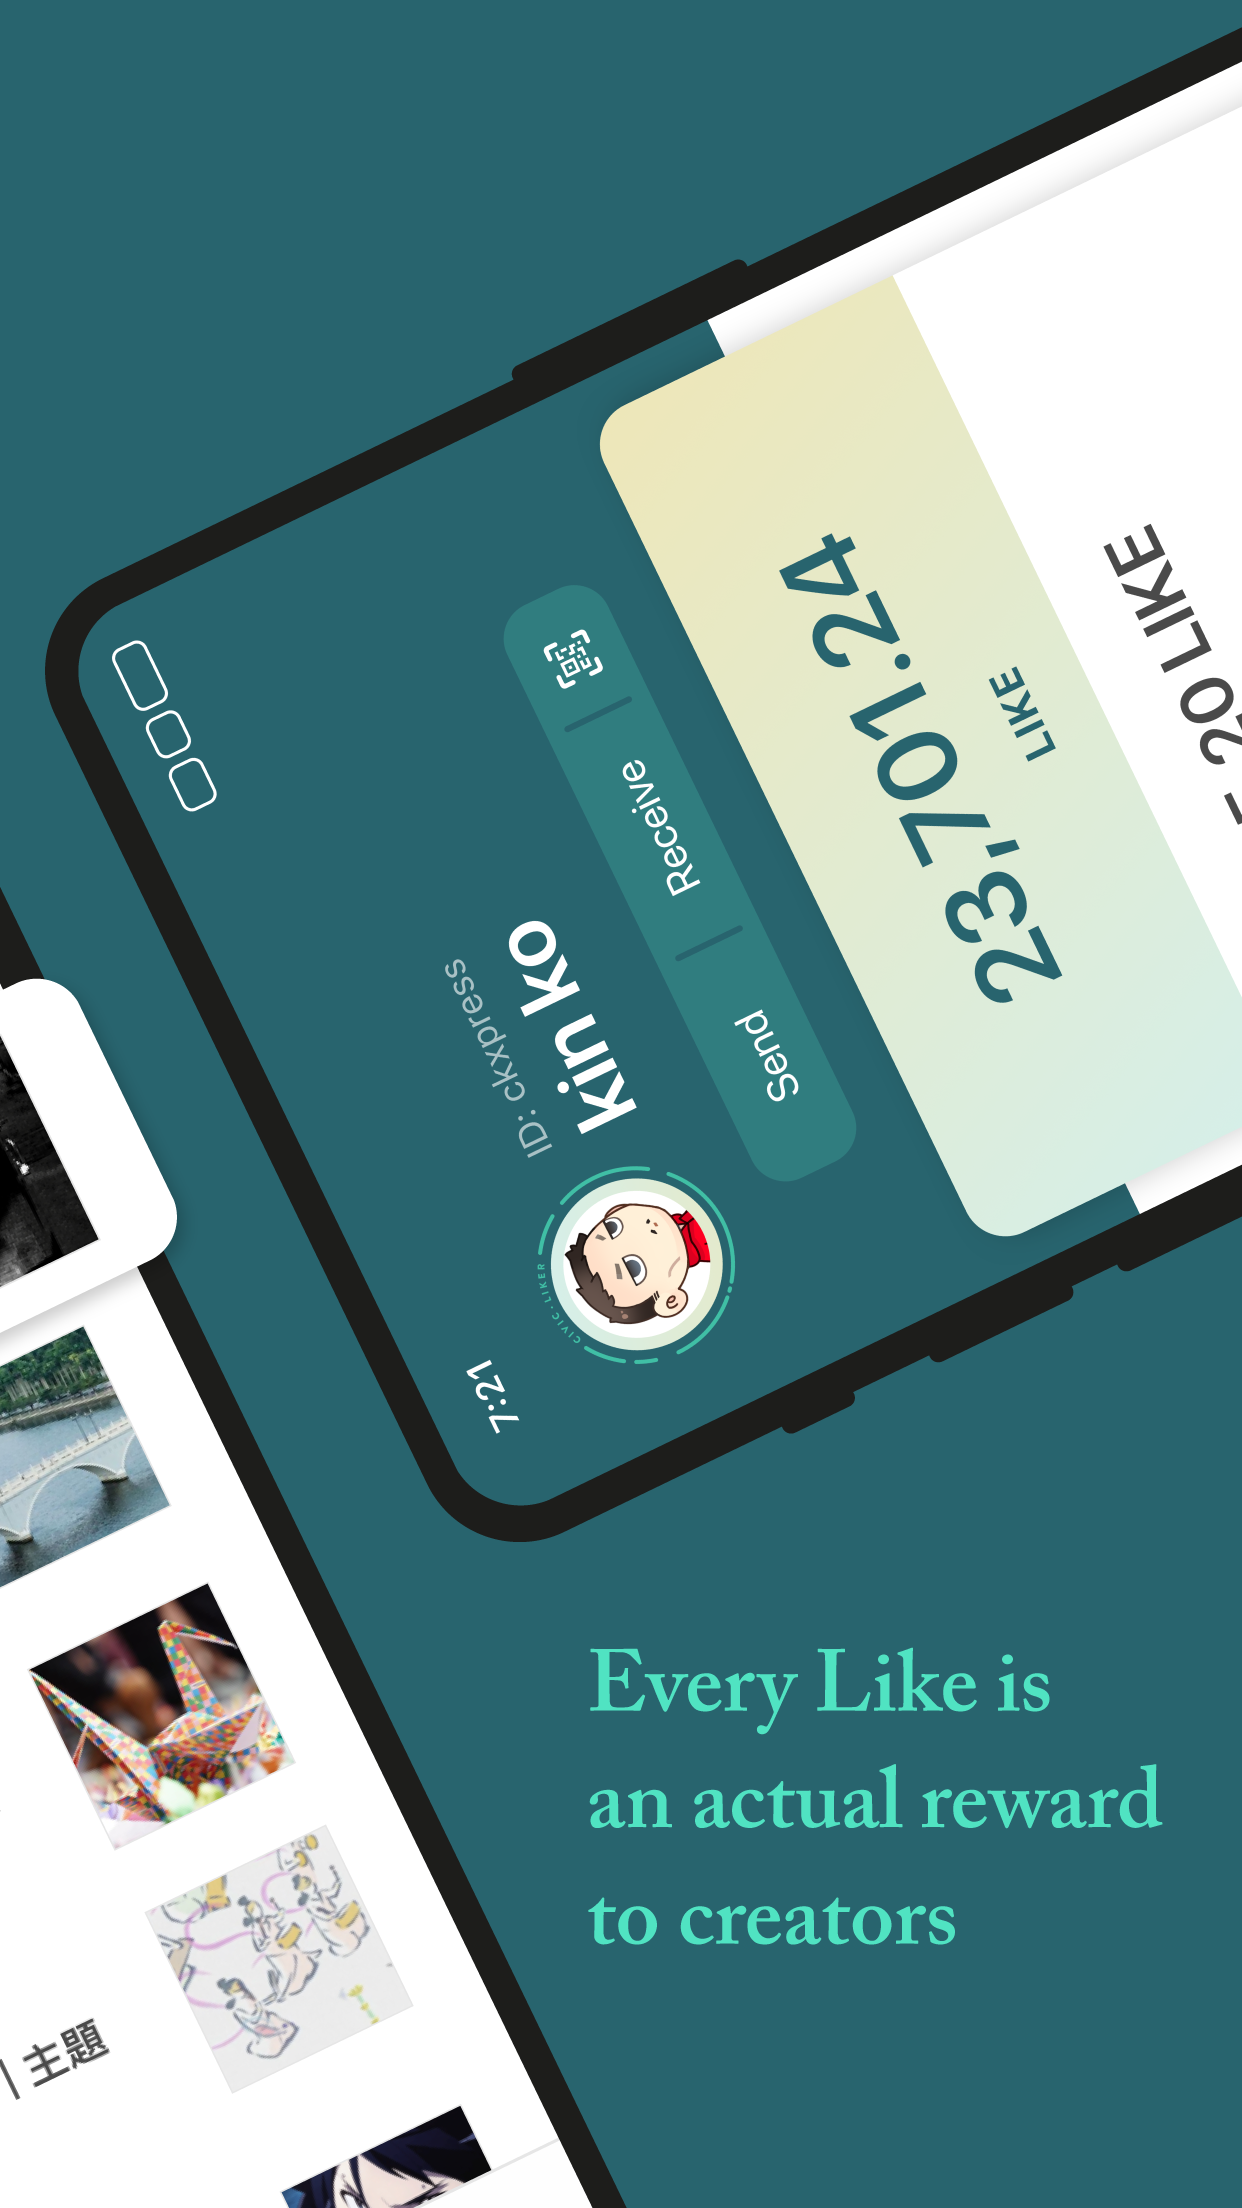 7:21
CIVIC · LIKER
ID: ckxpress
kin ko
Send
Receive
23,701.24
LIKE
20 LIKE
| 主題
Every Like is
an actual reward
to creators